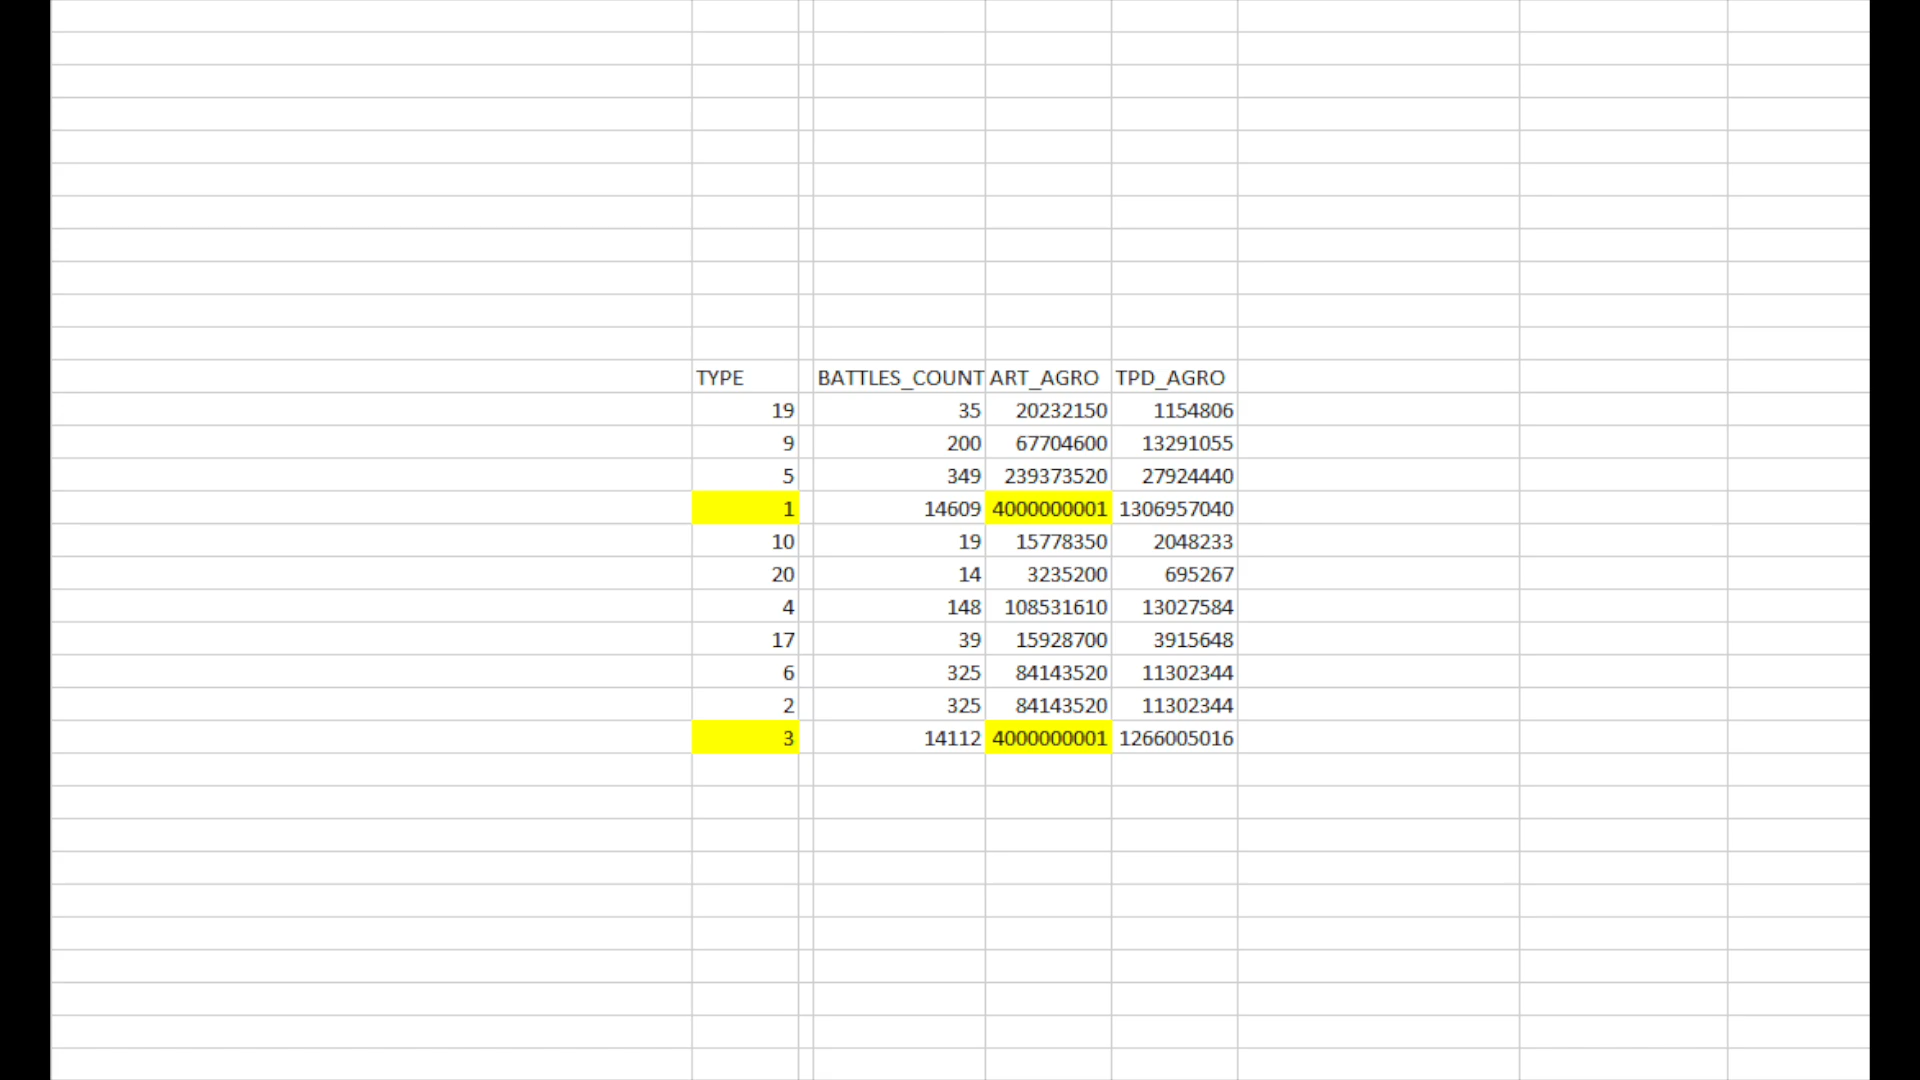 TYPE BATTLES_COUNT ART_AGRO TPD_AGRO
19 35 20232150 1154806
9 200 67704600 13291055
5 349 239373520 27924440
1 14609 4000000001 1306957040
10 19 15778350 2048233
20 14 3235200 695267
4 148 108531610 13027584
17 39 15928700 3915648
6 325 84143520 11302344
2 325 84143520 11302344
3 14112 4000000001 1266005016